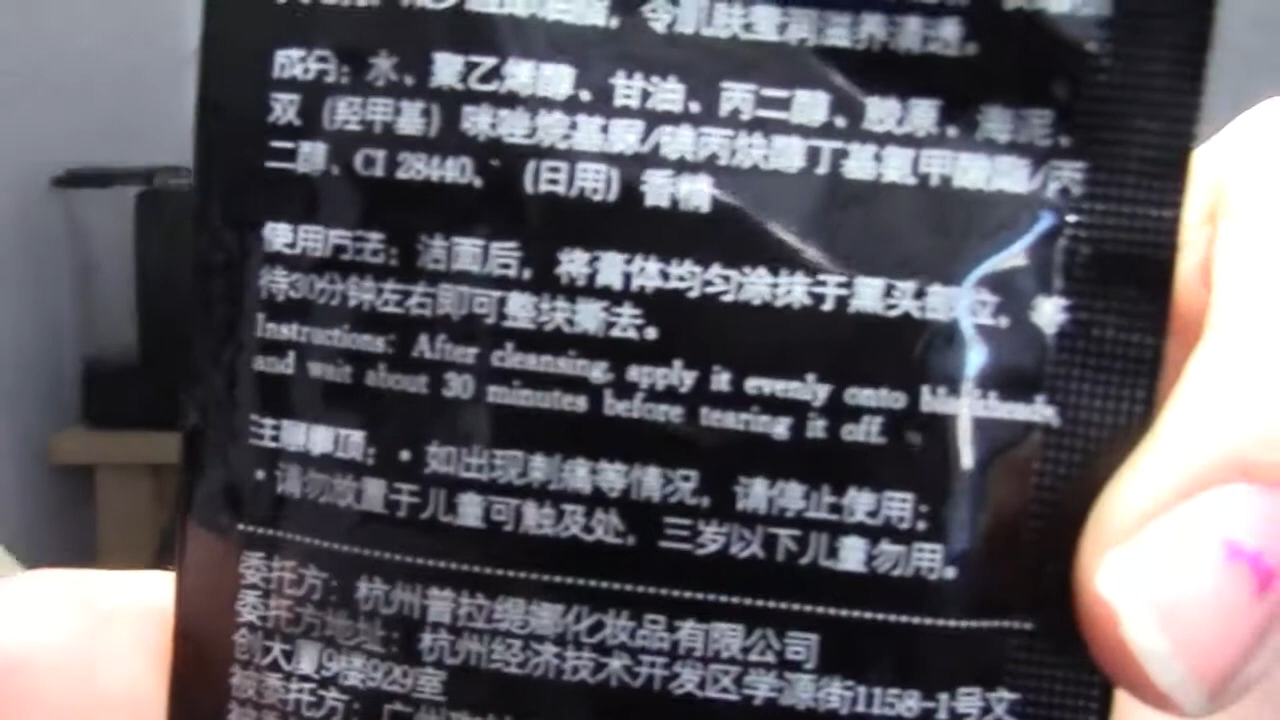 令肌肤莹润滋养清透。
成分：水、聚乙烯醇、甘油、丙二醇、胶原、海泥、
双（羟甲基）咪唑烷基脲/碘丙炔醇丁基氨甲酸酯/丙
二醇、CI 28440、（日用）香精
使用方法：洁面后，将膏体均匀涂抹于黑头部位，
待30分钟左右即可整块撕去。
Instructions: After cleansing, apply it evenly onto blackheads,
and wait about 30 minutes before tearing it off.
注意事项：·如出现刺痛等情况，请停止使用；
·请勿放置于儿童可触及处，三岁以下儿童勿用。
委托方：杭州普拉缇娜化妆品有限公司
委托方地址：杭州经济技术开发区学源街1158-1号文
创大厦9楼929室
被委托方：广州